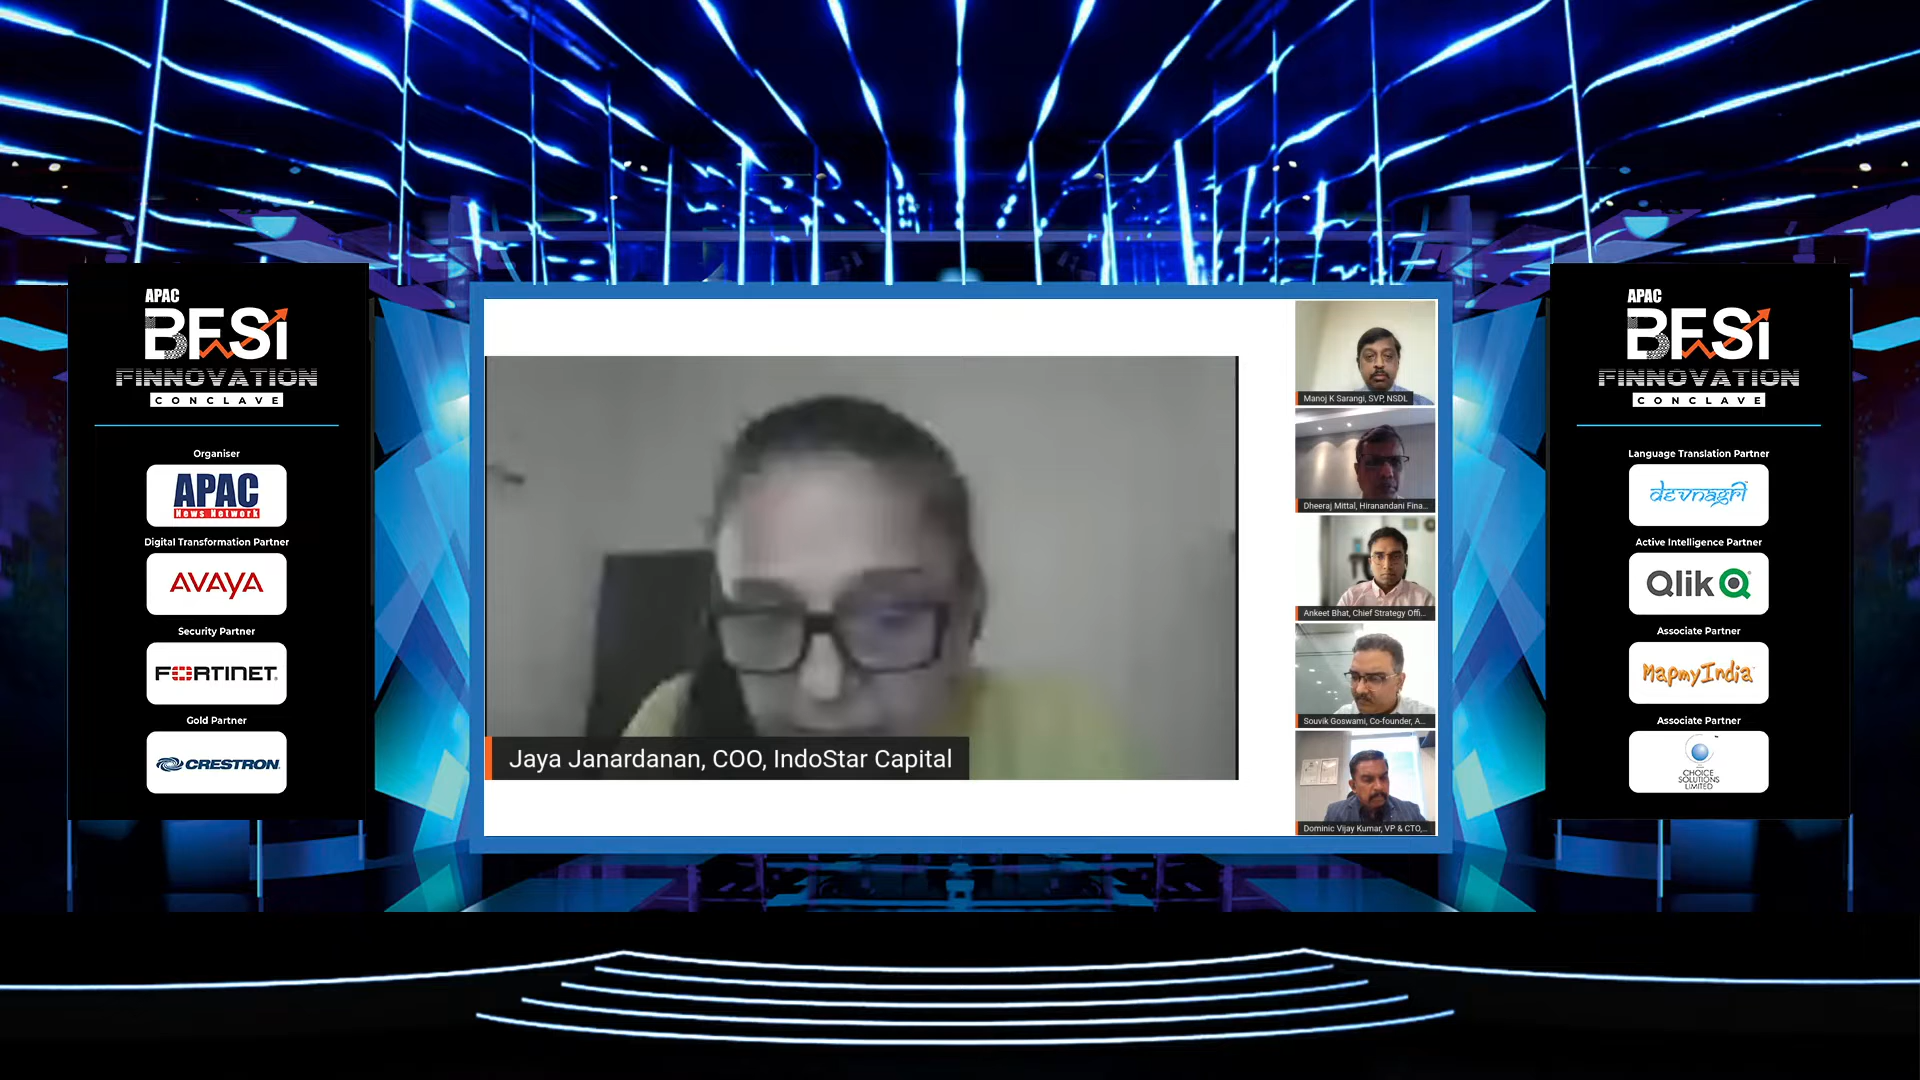 APAC
BFSI
FINNOVATION
CONCLAVE
Organiser
APAC
News Network
Digital Transformation Partner
AVAYA
Security Partner
FORTINET
Gold Partner
CRESTRON
Jaya Janardanan, COO, IndoStar Capital
Manoj K Sarangi, SVP, NSDL
Dheeraj Mittal, Hiranandani Fina...
Ankeet Bhat, Chief Strategy Offi...
Souvik Goswami, Co-founder, A...
Dominic Vijay Kumar, VP & CTO,...
APAC
BFSI
FINNOVATION
CONCLAVE
Language Translation Partner
devnagri
Active Intelligence Partner
Qlik
Associate Partner
MapmyIndia
Associate Partner
CHOICE
SOLUTIONS
LIMITED